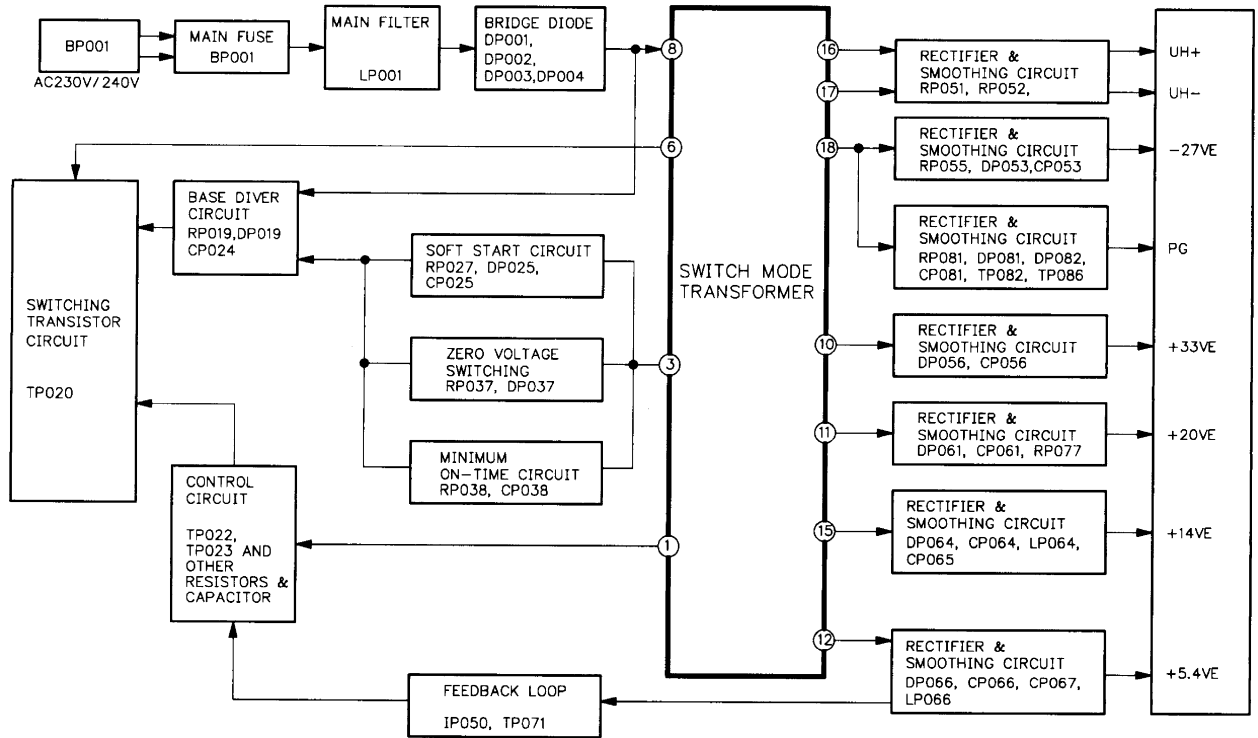 BP001
AC230V/240V
MAIN FUSE
BP001
MAIN FILTER
LP001
BRIDGE DIODE
DP001,
DP002,
DP003,DP004
8
6
3
1
SWITCH MODE
TRANSFORMER
16
17
18
10
11
15
12
RECTIFIER &
SMOOTHING CIRCUIT
RP051, RP052,
UH+
UH-
RECTIFIER &
SMOOTHING CIRCUIT
RP055, DP053,CP053
-27VE
RECTIFIER &
SMOOTHING CIRCUIT
RP081, DP081, DP082,
CP081, TP082, TP086
PG
RECTIFIER &
SMOOTHING CIRCUIT
DP056, CP056
+33VE
RECTIFIER &
SMOOTHING CIRCUIT
DP061, CP061, RP077
+20VE
RECTIFIER &
SMOOTHING CIRCUIT
DP064, CP064, LP064,
CP065
+14VE
RECTIFIER &
SMOOTHING CIRCUIT
DP066, CP066, CP067,
LP066
+5.4VE
BASE DIVER
CIRCUIT
RP019,DP019
CP024
SOFT START CIRCUIT
RP027, DP025,
CP025
ZERO VOLTAGE
SWITCHING
RP037, DP037
MINIMUM
ON-TIME CIRCUIT
RP038, CP038
SWITCHING
TRANSISTOR
CIRCUIT
TP020
CONTROL
CIRCUIT
TP022,
TP023 AND
OTHER
RESISTORS &
CAPACITOR
FEEDBACK LOOP
IP050, TP071